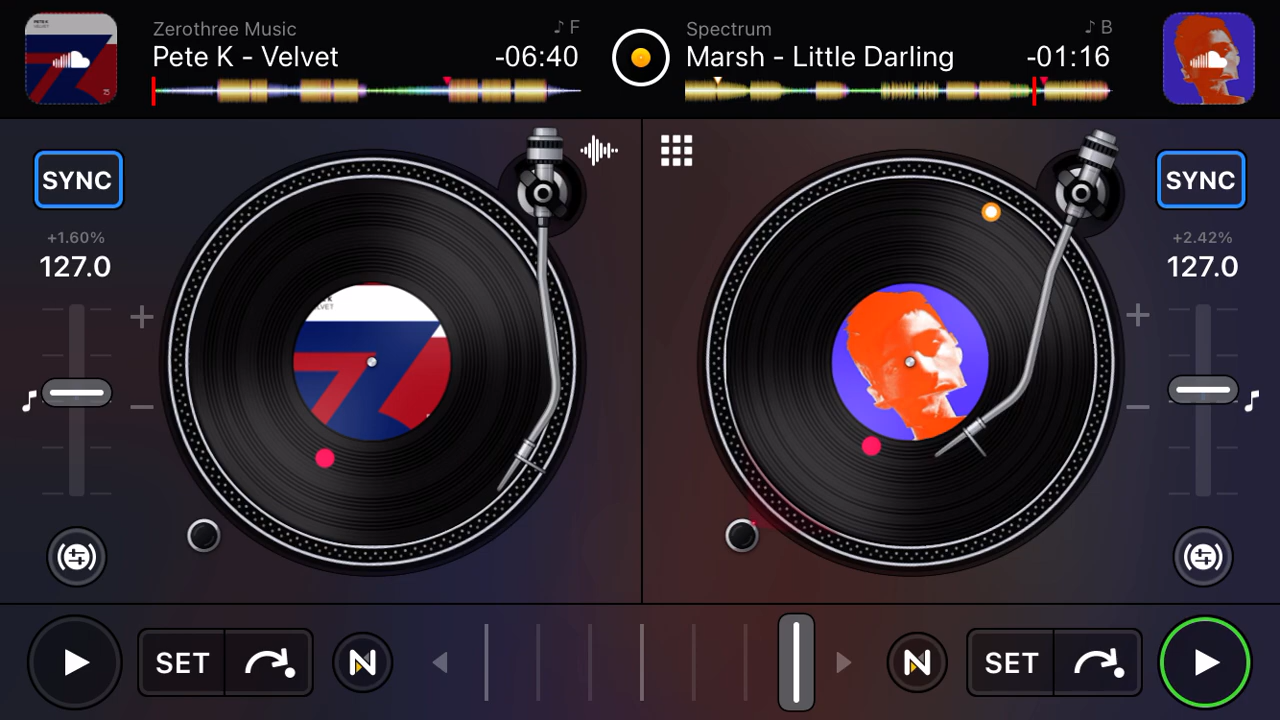 Zerothree Music
♪ F
Pete K - Velvet
-06:40
Spectrum
♪ B
Marsh - Little Darling
-01:16
SYNC
+1.60%
127.0
SYNC
+2.42%
127.0
SET
N
N
SET